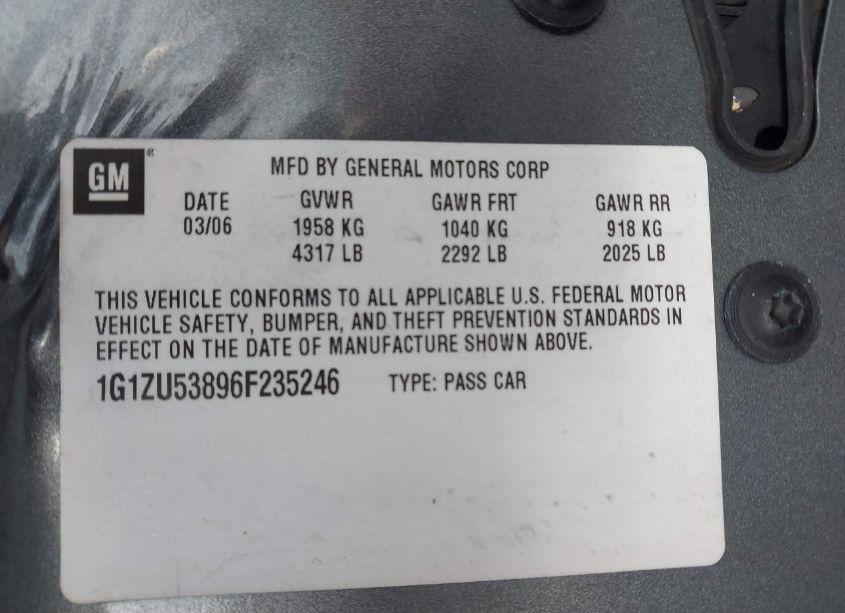 GM
MFD BY GENERAL MOTORS CORP
DATE GVWR GAWR FRT GAWR RR
03/06 1958 KG 1040 KG 918 KG
4317 LB 2292 LB 2025 LB
THIS VEHICLE CONFORMS TO ALL APPLICABLE U.S. FEDERAL MOTOR
VEHICLE SAFETY, BUMPER, AND THEFT PREVENTION STANDARDS IN
EFFECT ON THE DATE OF MANUFACTURE SHOWN ABOVE.
1G1ZU53896F235246 TYPE: PASS CAR